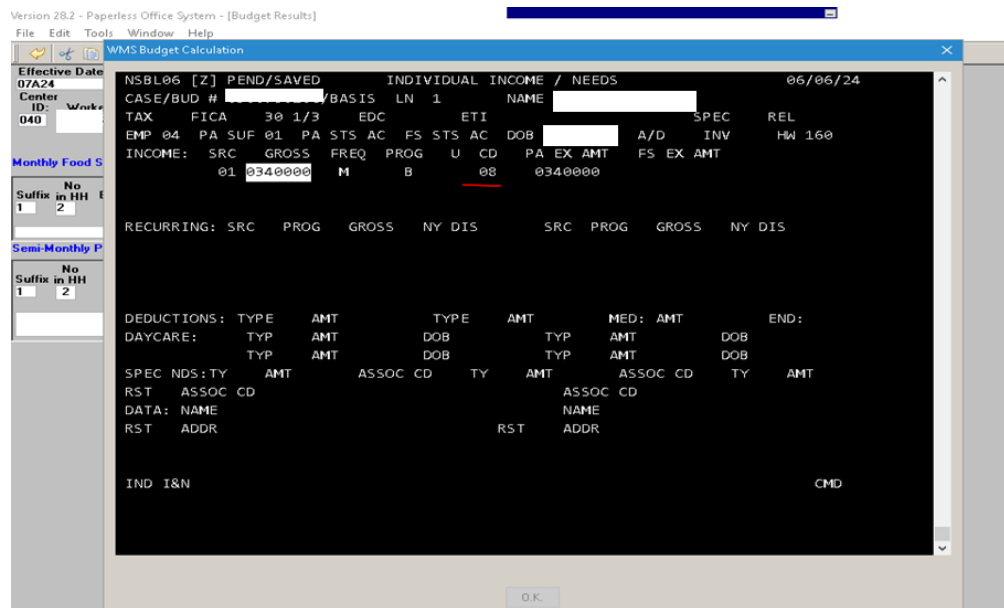 Version 28.2 - Paperless Office System - [Budget Results]
File Edit Tools Window Help
WMS Budget Calculation
Effective Date
07A24
Center
ID: Worke
040
Monthly Food S
No
Suffix in HH E
1 2
Semi-Monthly P
No
Suffix in HH
1 2
NSBL06 [Z] PEND/SAVED INDIVIDUAL INCOME / NEEDS 06/06/24
CASE/BUD # /BASIS LN 1 NAME
TAX FICA 30 1/3 EDC ETI SPEC REL
EMP 04 PA SUF 01 PA STS AC FS STS AC DOB A/D INV HW 160
INCOME: SRC GROSS FREQ PROG U CD PA EX AMT FS EX AMT
01 0340000 M B 08 0340000
RECURRING: SRC PROG GROSS NY DIS SRC PROG GROSS NY DIS
DEDUCTIONS: TYPE AMT TYPE AMT MED: AMT END:
DAYCARE: TYP AMT DOB TYP AMT DOB
TYP AMT DOB TYP AMT DOB
SPEC NDS:TY AMT ASSOC CD TY AMT ASSOC CD TY AMT
RST ASSOC CD ASSOC CD
DATA: NAME NAME
RST ADDR RST ADDR
IND I&N CMD
O.K.